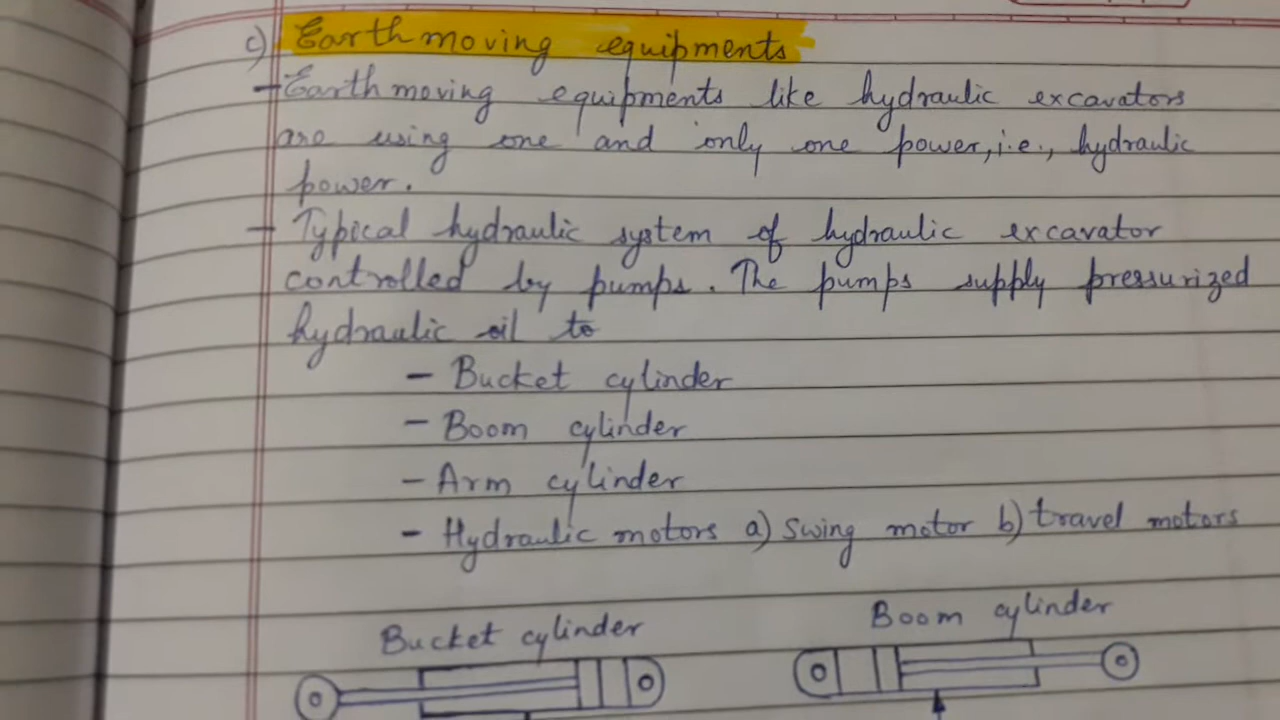 c) Earth moving equipments
- Earth moving equipments like hydraulic excavators
are using one and only one power, i.e., hydraulic
power.
- Typical hydraulic system of hydraulic excavator
controlled by pumps. The pumps supply pressurized
hydraulic oil to
- Bucket cylinder
- Boom cylinder
- Arm cylinder
- Hydraulic motors a) Swing motor b) travel motors
Bucket cylinder
Boom cylinder